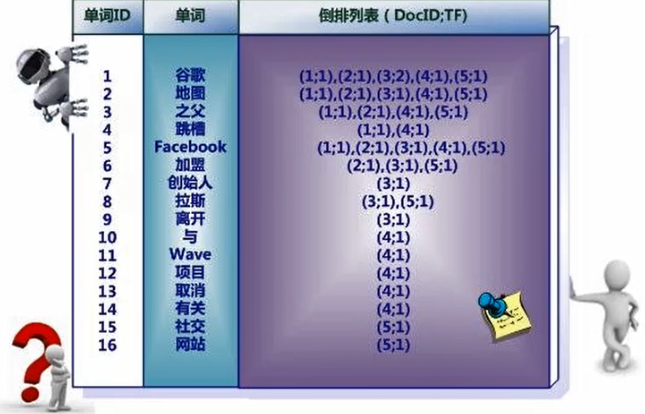 单词ID 单词 倒排列表（DocID;TF)
1 谷歌 (1;1),(2;1),(3;2),(4;1),(5;1)
2 地图 (1;1),(2;1),(3;1),(4;1),(5;1)
3 之父 (1;1),(2;1),(4;1),(5;1)
4 跳槽 (1;1),(4;1)
5 Facebook (1;1),(2;1),(3;1),(4;1),(5;1)
6 加盟 (2;1),(3;1),(5;1)
7 创始人 (3;1)
8 拉斯 (3;1),(5;1)
9 离开 (3;1)
10 与 (4;1)
11 Wave (4;1)
12 项目 (4;1)
13 取消 (4;1)
14 有关 (4;1)
15 社交 (5;1)
16 网站 (5;1)